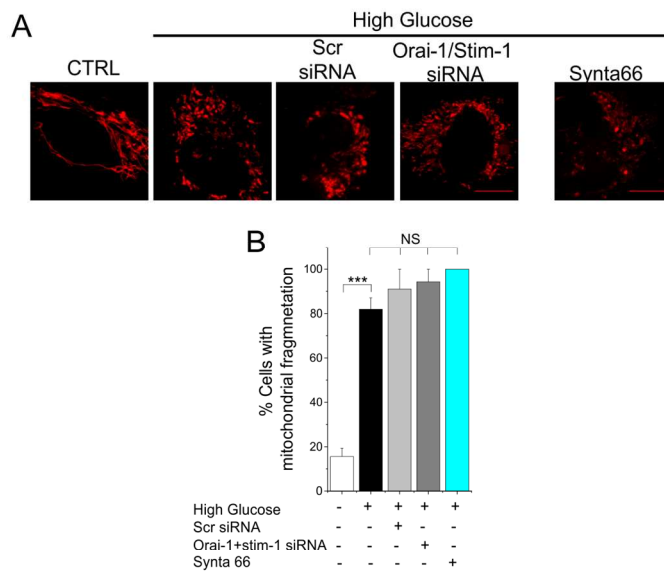 A
High Glucose
CTRL
Scr
siRNA
Orai-1/Stim-1
siRNA
Synta66
B
NS
***
100
80
60
40
20
0
% Cells with
mitochondrial fragmnetation
High Glucose - + + + +
Scr siRNA - - + - -
Orai-1+stim-1 siRNA - - - + -
Synta 66 - - - - +